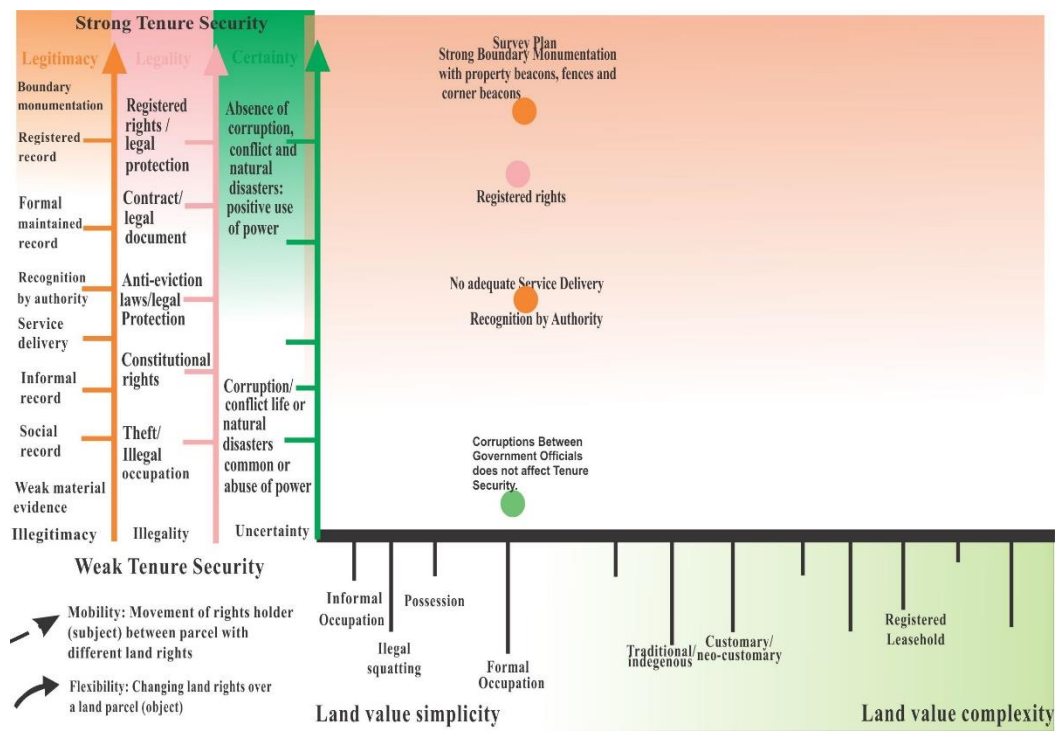 Strong Tenure Security
Legitimacy
Legality
Certainty
Boundary
monumentation
Registered
record
Formal
maintained
record
Recognition
by authority
Service
delivery
Informal
record
Social
record
Weak material
evidence
Illegitimacy
Registered
rights /
legal
protection
Contract/
legal
document
Anti-eviction
laws/legal
Protection
Constitutional
rights
Theft/
Illegal
occupation
Illegality
Absence of
corruption,
conflict and
natural
disasters:
positive use
of power
Corruption/
conflict life or
natural
disasters
common or
abuse of power
Uncertainty
Weak Tenure Security
Survey Plan
Strong Boundary Monumentation
with property beacons, fences and
corner beacons
Registered rights
No adequate Service Delivery
Recognition by Authority
Corruptions Between
Government Officials
does not affect Tenure
Security.
Informal
Occupation
Ilegal
squatting
Possession
Formal
Occupation
Traditional/
indegenous
Customary/
neo-customary
Registered
Leasehold
Mobility: Movement of rights holder
(subject) between parcel with
different land rights
Flexibility: Changing land rights over
a land parcel (object)
Land value simplicity
Land value complexity